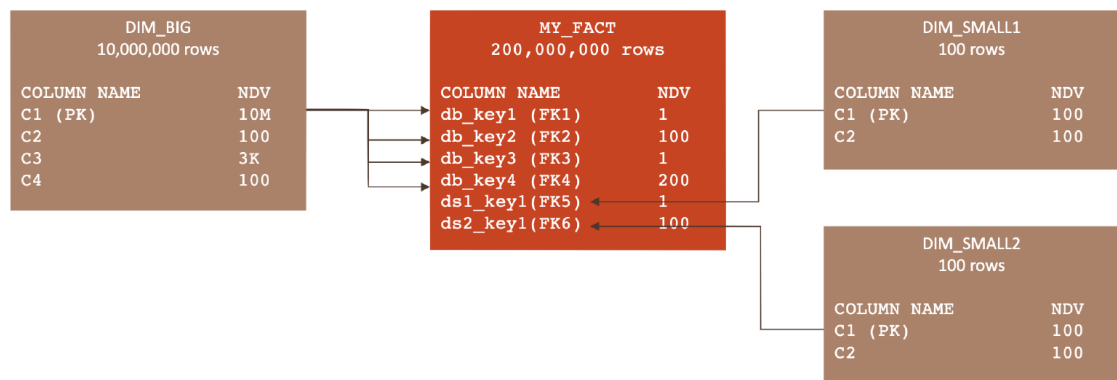 DIM_BIG
10,000,000 rows
COLUMN NAME NDV
C1 (PK) 10M
C2 100
C3 3K
C4 100
MY_FACT
200,000,000 rows
COLUMN NAME NDV
db_key1 (FK1) 1
db_key2 (FK2) 100
db_key3 (FK3) 1
db_key4 (FK4) 200
ds1_key1(FK5) 1
ds2_key1(FK6) 100
DIM_SMALL1
100 rows
COLUMN NAME NDV
C1 (PK) 100
C2 100
DIM_SMALL2
100 rows
COLUMN NAME NDV
C1 (PK) 100
C2 100